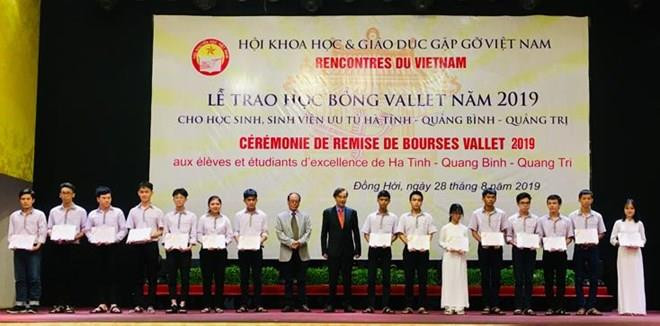 HỘI KHOA HỌC & GIÁO DỤC GẶP GỠ VIỆT NAM
RENCONTRES DU VIETNAM
LỄ TRAO HỌC BỔNG VALLET NĂM 2019
CHO HỌC SINH, SINH VIÊN ƯU TÚ HÀ TĨNH - QUẢNG BÌNH - QUẢNG TRỊ
CÉRÉMONIE DE REMISE DE BOURSES VALLET 2019
aux élèves et étudiants d'excellence de Ha Tinh - Quang Binh - Quang Tri
Đồng Hới, ngày 28 tháng 8 năm 2019